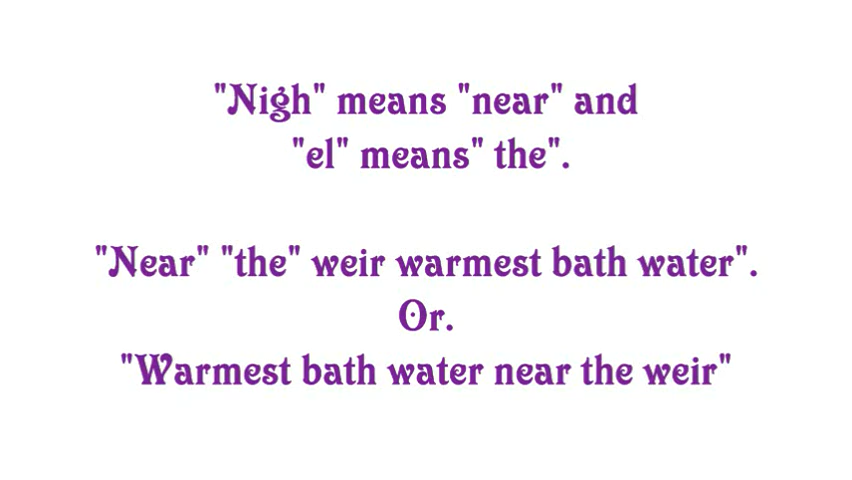 "Nigh" means "near" and
"el" means" the".
"Near" "the" weir warmest bath water".
Or.
"Warmest bath water near the weir"